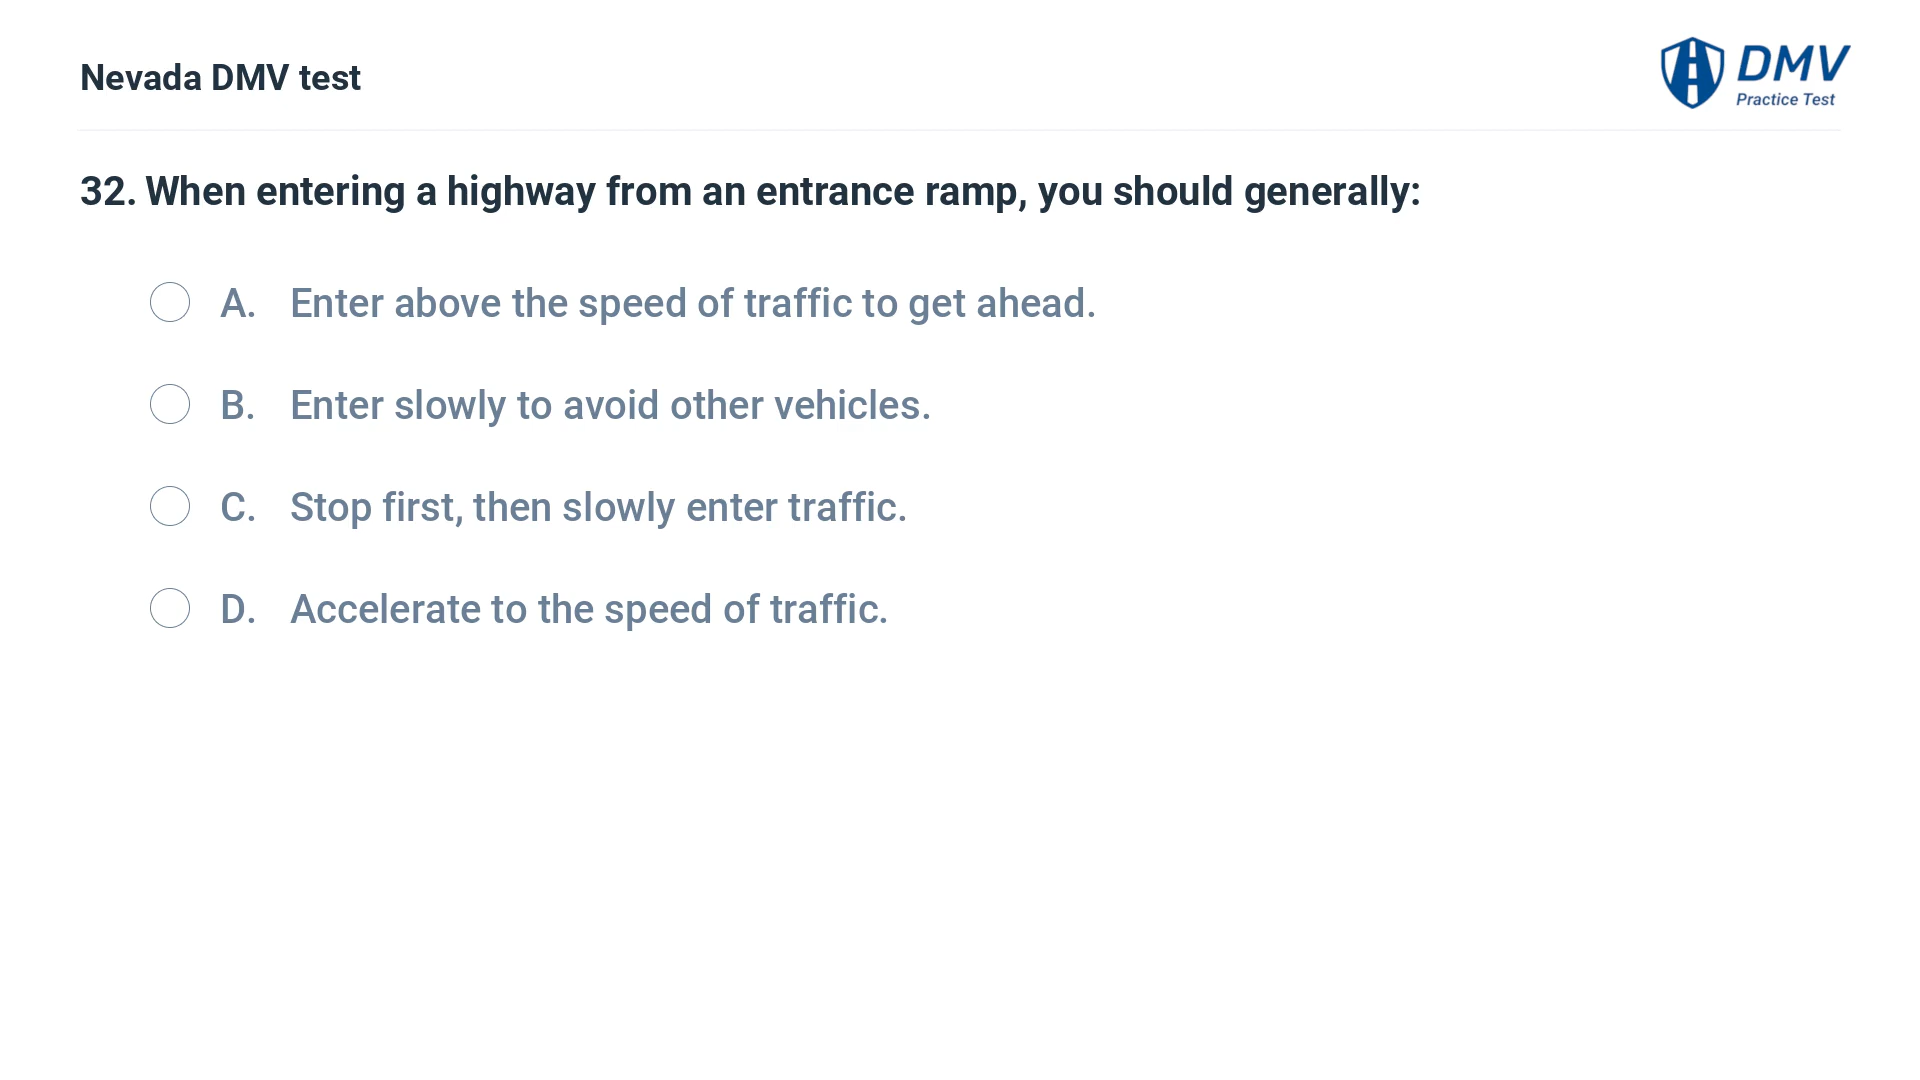 Nevada DMV test
DMV
Practice Test
32. When entering a highway from an entrance ramp, you should generally:
A. Enter above the speed of traffic to get ahead.
B. Enter slowly to avoid other vehicles.
C. Stop first, then slowly enter traffic.
D. Accelerate to the speed of traffic.